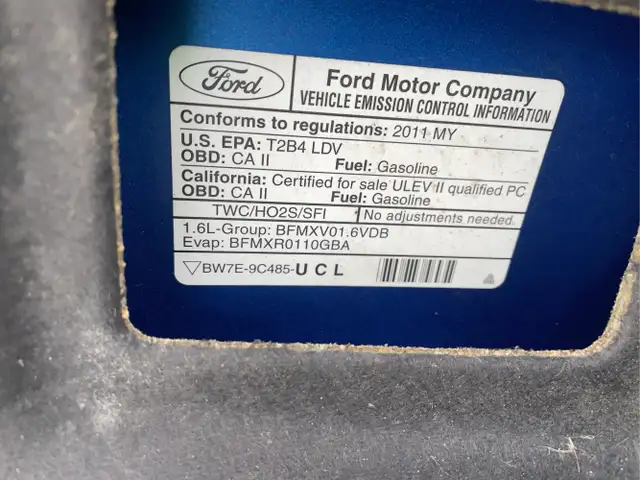 Ford
Ford Motor Company
VEHICLE EMISSION CONTROL INFORMATION
Conforms to regulations: 2011 MY
U.S. EPA: T2B4 LDV
OBD: CA II Fuel: Gasoline
California: Certified for sale ULEV II qualified PC
OBD: CA II Fuel: Gasoline
TWC/HO2S/SFI No adjustments needed.
1.6L-Group: BFMXV01.6VDB
Evap: BFMXR0110GBA
BW7E-9C485-U C L